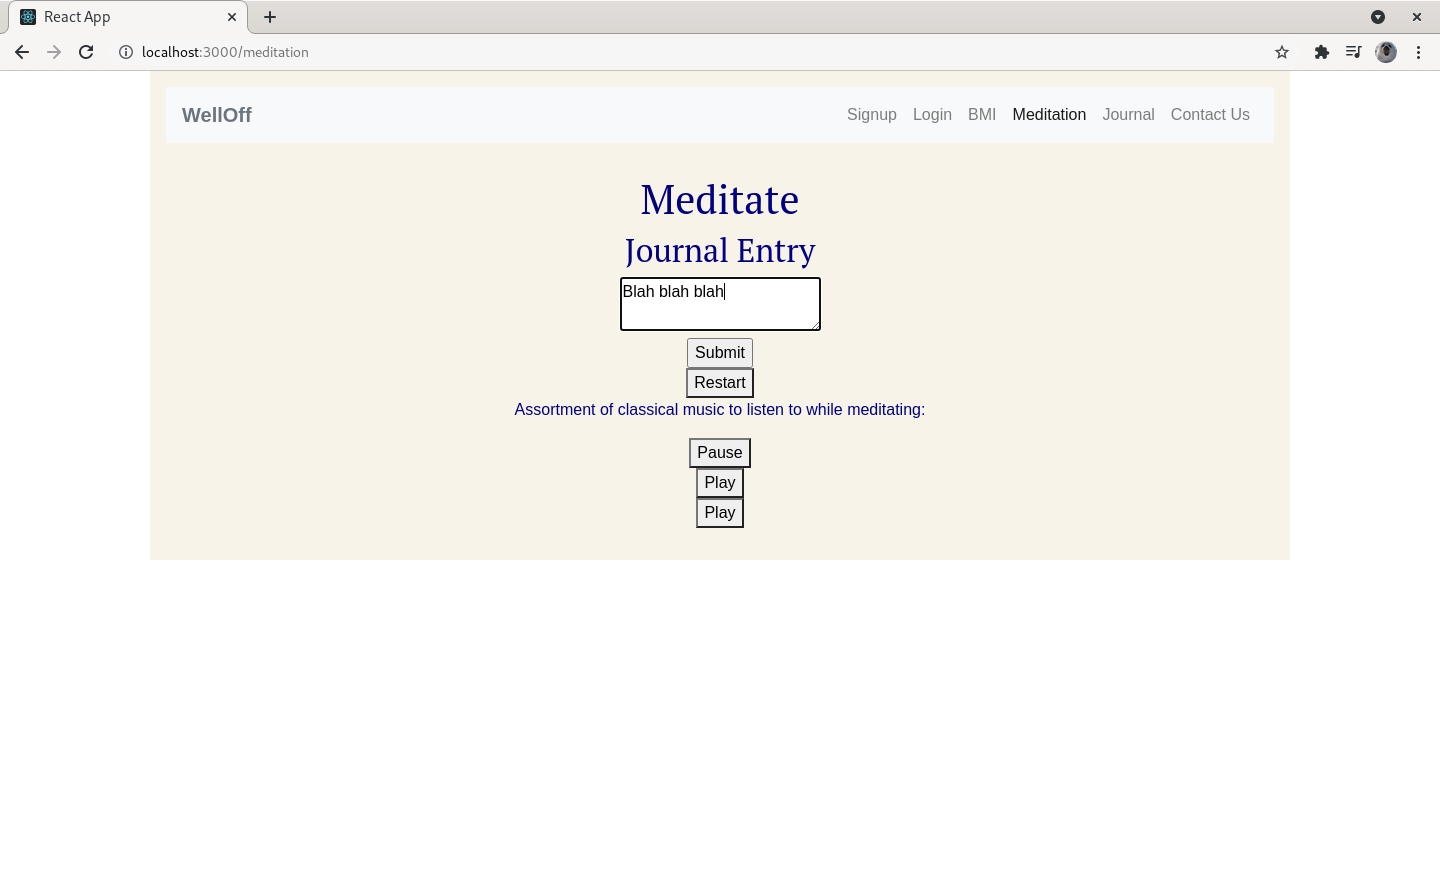 React App
localhost:3000/meditation
WellOff
Signup Login BMI Meditation Journal Contact Us
Meditate
Journal Entry
Blah blah blah
Submit
Restart
Assortment of classical music to listen to while meditating:
Pause
Play
Play